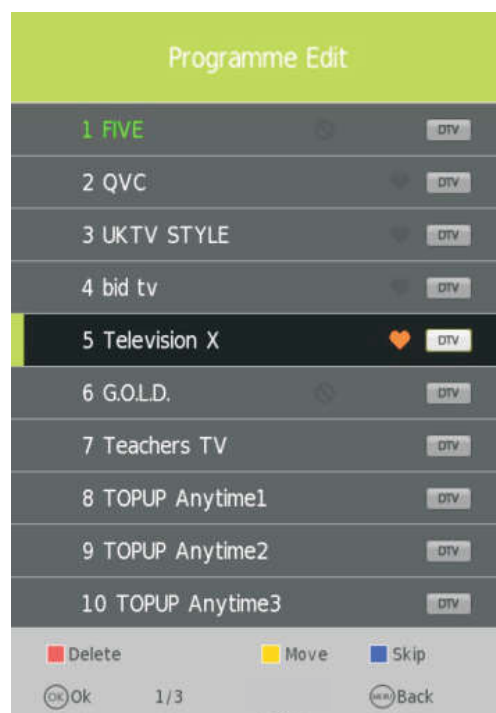 Programme Edit
1 FIVE DTV
2 QVC DTV
3 UKTV STYLE DTV
4 bid tv DTV
5 Television X DTV
6 G.O.L.D. DTV
7 Teachers TV DTV
8 TOPUP Anytime1 DTV
9 TOPUP Anytime2 DTV
10 TOPUP Anytime3 DTV
Delete Move Skip
OK Ok 1/3 MENU Back